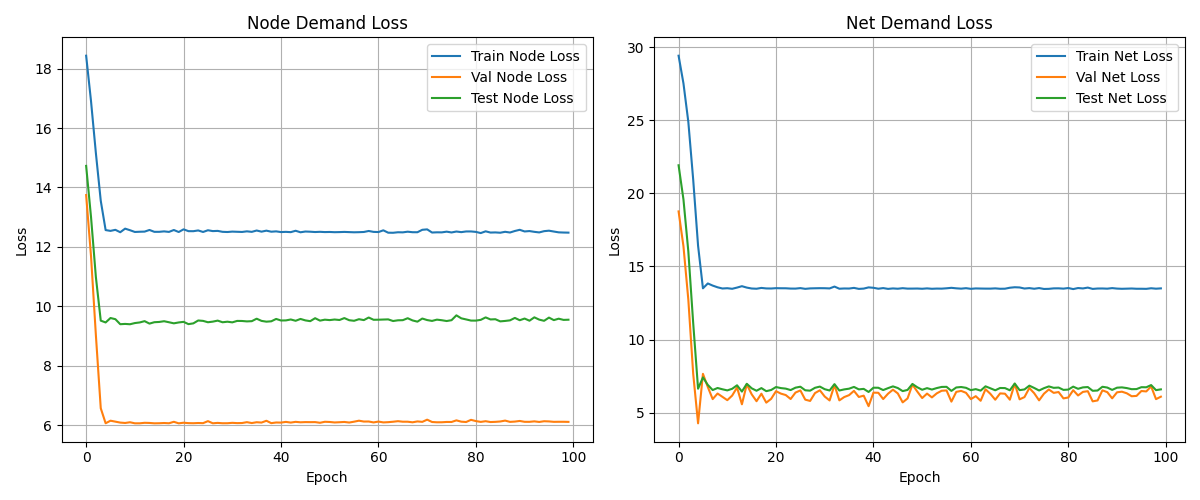 Node Demand Loss
Train Node Loss
Val Node Loss
Test Node Loss
18
16
14
12
10
8
6
Loss
0 20 40 60 80 100
Epoch
Net Demand Loss
Train Net Loss
Val Net Loss
Test Net Loss
30
25
20
15
10
5
Loss
0 20 40 60 80 100
Epoch